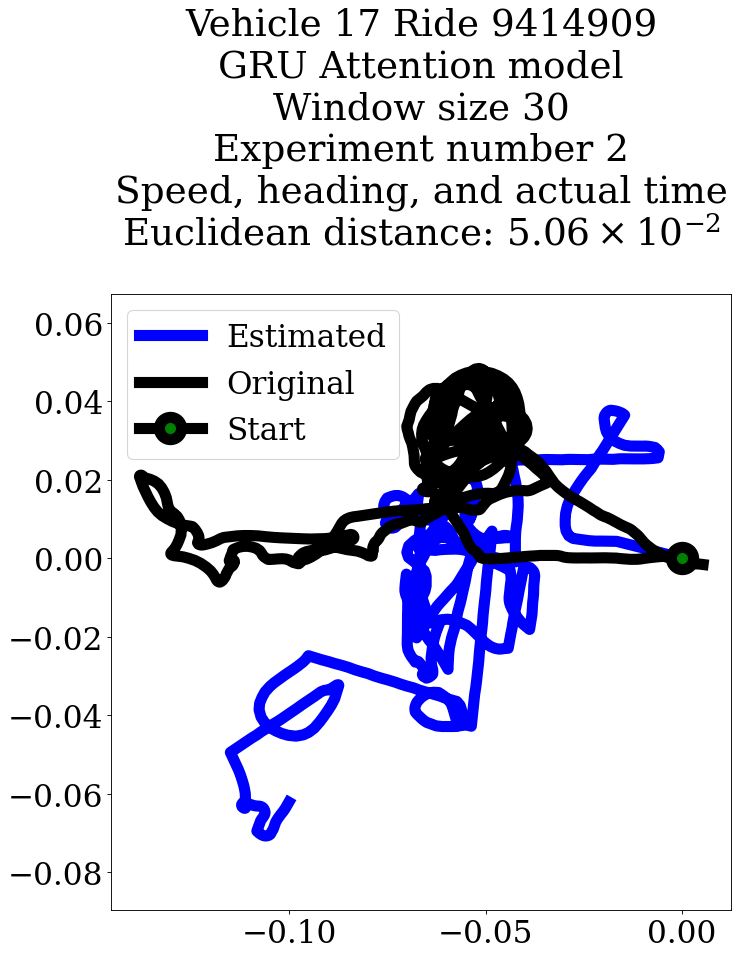 Vehicle 17 Ride 9414909
GRU Attention model
Window size 30
Experiment number 2
Speed, heading, and actual time
Euclidean distance: 5.06 × 10⁻²
Estimated
Original
Start
0.06
0.04
0.02
0.00
−0.02
−0.04
−0.06
−0.08
−0.10
−0.05
0.00